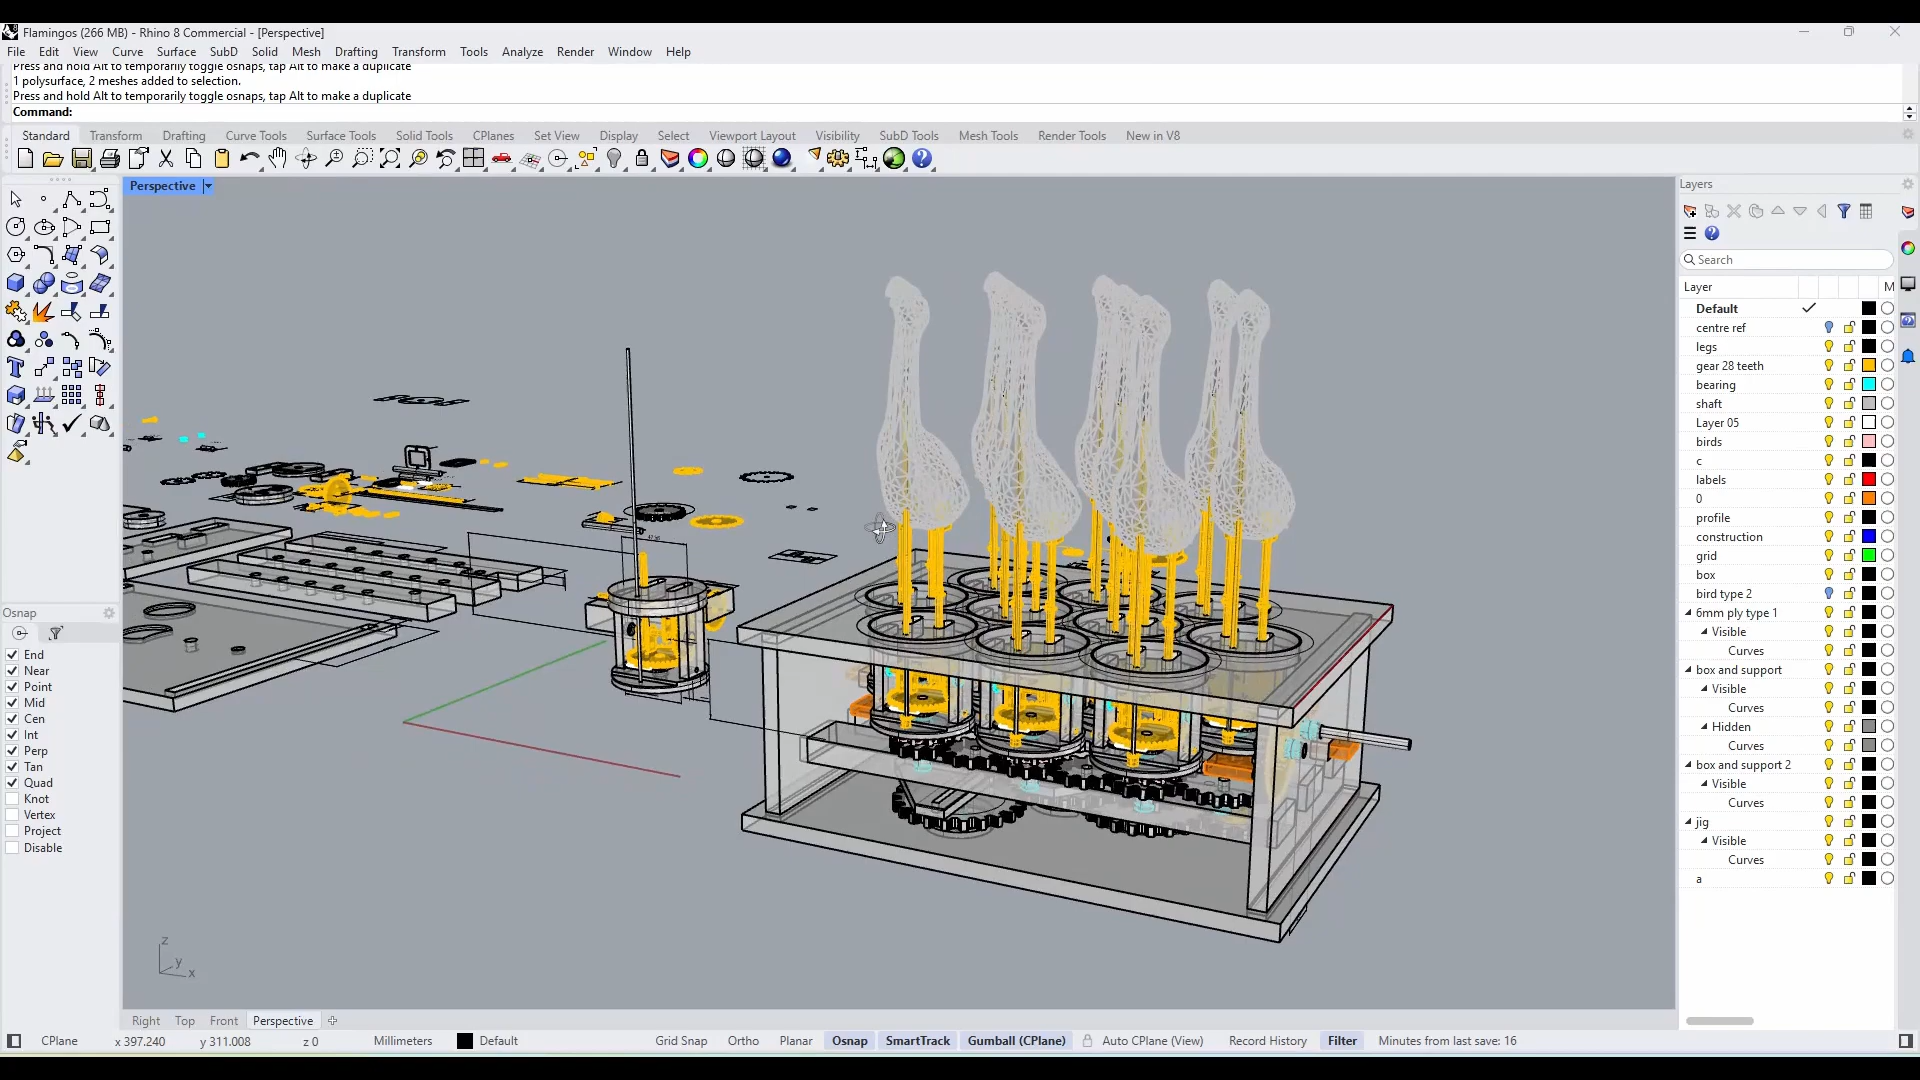 Flamingos (266 MB) - Rhino 8 Commercial - [Perspective]
File Edit View Curve Surface SubD Solid Mesh Drafting Transform Tools Analyze Render Window Help
Press and hold Alt to temporarily toggle osnaps, tap Alt to make a duplicate
1 polysurface, 2 meshes added to selection.
Press and hold Alt to temporarily toggle osnaps, tap Alt to make a duplicate
Command:
Standard Transform Drafting Curve Tools Surface Tools Solid Tools CPlanes Set View Display Select Viewport Layout Visibility SubD Tools Mesh Tools Render Tools New in V8
Perspective
Layers
Search
Layer M
Default
centre ref
legs
gear 28 teeth
bearing
shaft
Layer 05
birds
c
labels
0
profile
construction
grid
box
bird type 2
6mm ply type 1
Visible
Curves
box and support
Visible
Curves
Hidden
Curves
box and support 2
Visible
Curves
jig
Visible
Curves
a
Osnap
End
Near
Point
Mid
Cen
Int
Perp
Tan
Quad
Knot
Vertex
Project
Disable
z
y
x
Right Top Front Perspective
CPlane x 397.240 y 311.008 z 0 Millimeters Default Grid Snap Ortho Planar Osnap SmartTrack Gumball (CPlane) Auto CPlane (View) Record History Filter Minutes from last save: 16